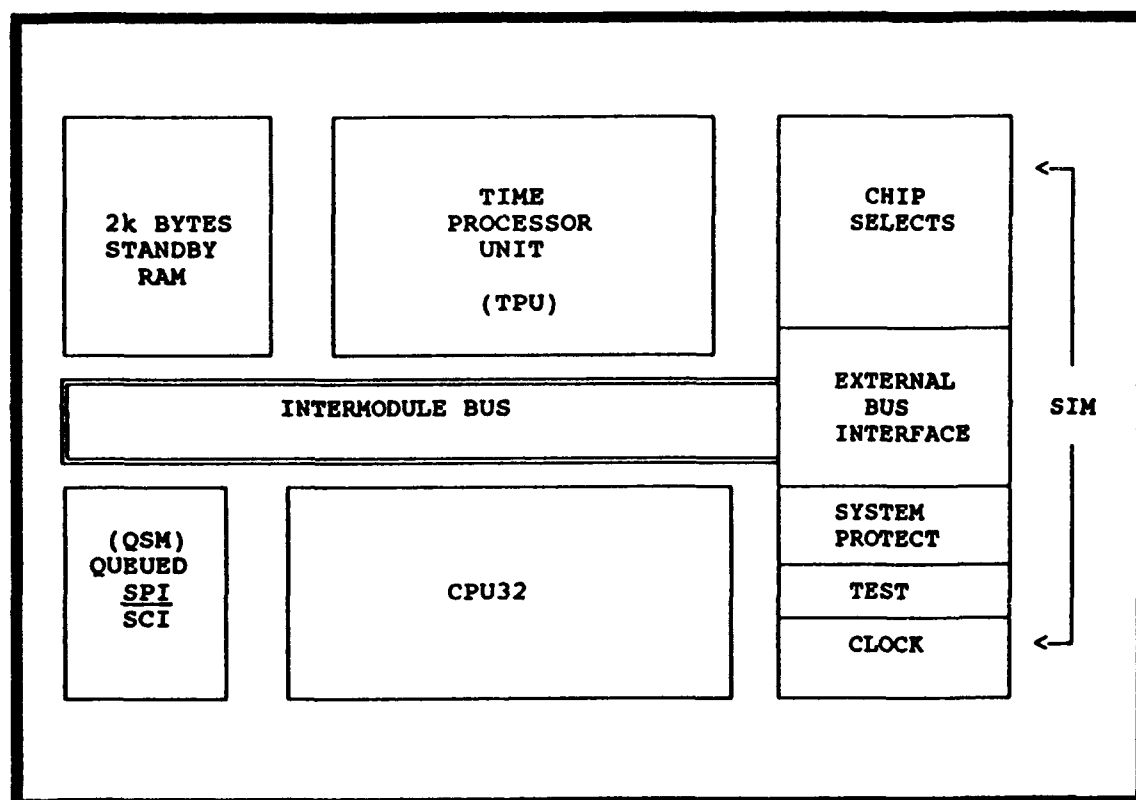 2k BYTES
STANDBY
RAM
TIME
PROCESSOR
UNIT
(TPU)
CHIP
SELECTS
INTERMODULE BUS
EXTERNAL
BUS
INTERFACE
SIM
(QSM)
QUEUED
SPI
SCI
CPU32
SYSTEM
PROTECT
TEST
CLOCK